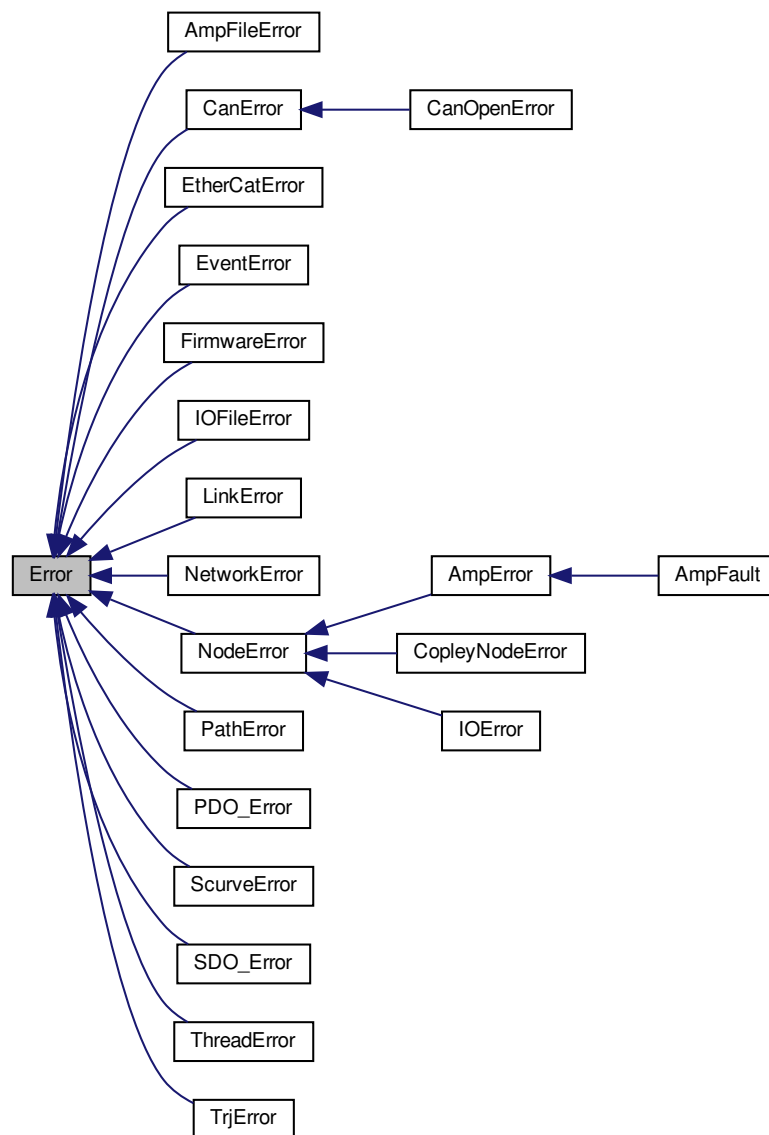 AmpFileError
CanError
CanOpenError
EtherCatError
EventError
FirmwareError
IOFileError
LinkError
Error
NetworkError
AmpError
AmpFault
NodeError
CopleyNodeError
PathError
IOError
PDO_Error
ScurveError
SDO_Error
ThreadError
TrjError